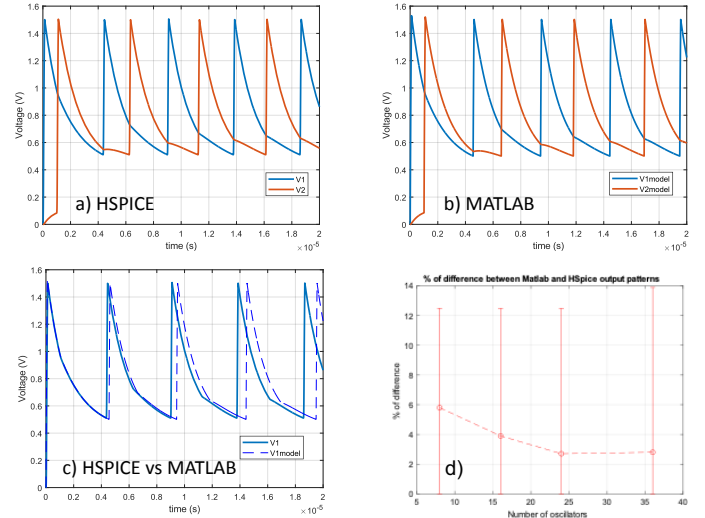 1.6
1.4
1.2
1
0.8
0.6
0.4
0.2
0
Voltage (V)
V1
V2
a) HSPICE
0 0.2 0.4 0.6 0.8 1 1.2 1.4 1.6 1.8 2
time (s)
× 10⁻⁵
1.6
1.4
1.2
1
0.8
0.6
0.4
0.2
0
Voltage (V)
V1model
V2model
b) MATLAB
0 0.2 0.4 0.6 0.8 1 1.2 1.4 1.6 1.8 2
time (s)
× 10⁻⁵
1.6
1.4
1.2
1
0.8
0.6
0.4
0.2
0
Voltage (V)
V1
V1model
c) HSPICE vs MATLAB
0 0.2 0.4 0.6 0.8 1 1.2 1.4 1.6 1.8 2
time (s)
× 10⁻⁵
% of difference between Matlab and HSpice output patterns
14
12
10
8
6
4
2
0
% of difference
d)
5 10 15 20 25 30 35 40
Number of oscillators